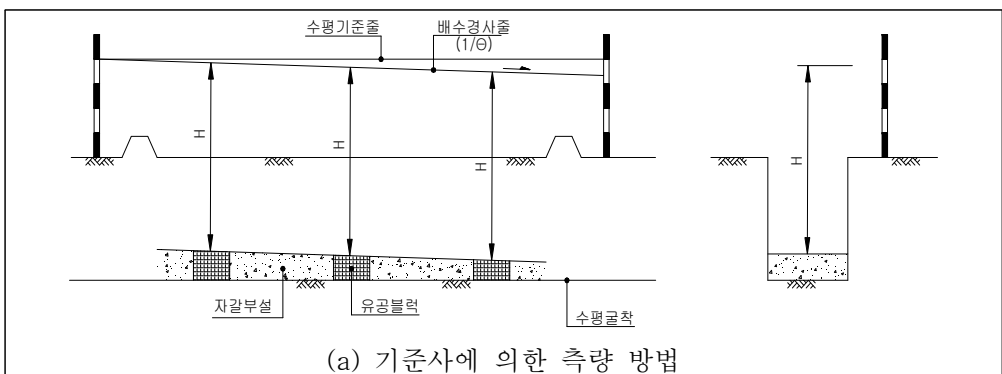 수평기준줄
배수경사줄
(1/Θ)
H
H
H
H
자갈부설
유공블럭
수평굴착
(a) 기준사에 의한 측량 방법